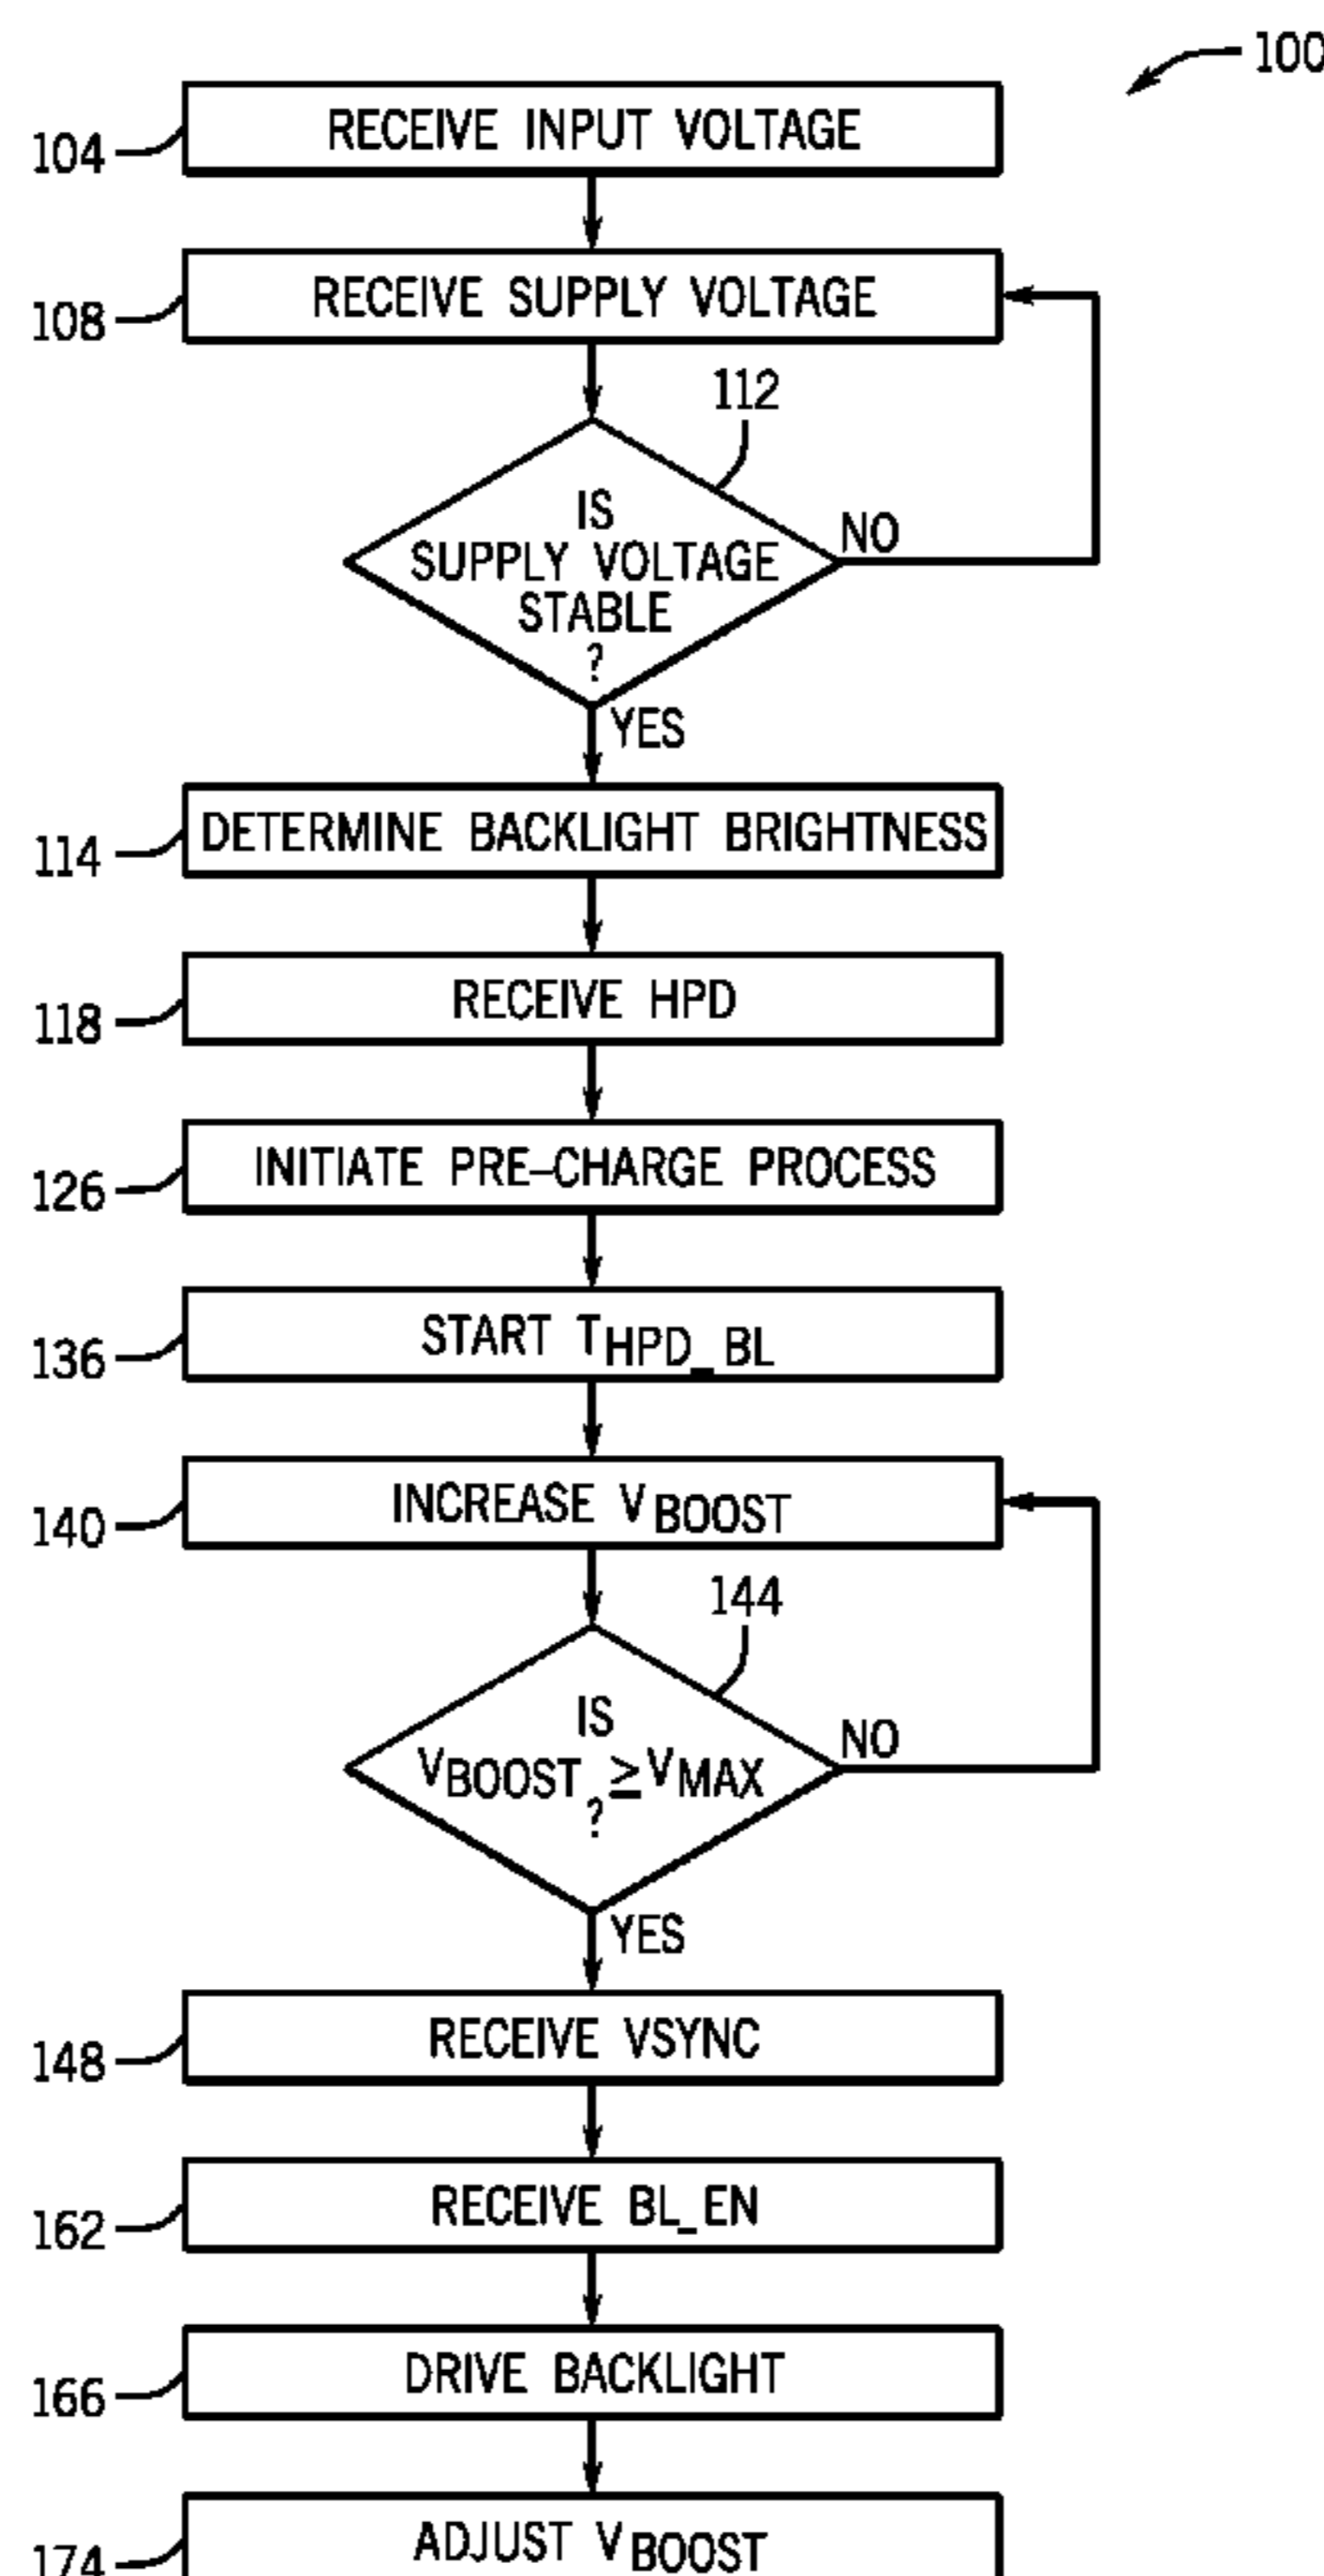 100
RECEIVE INPUT VOLTAGE
104
RECEIVE SUPPLY VOLTAGE
108
112
IS
SUPPLY VOLTAGE
STABLE
?
NO
YES
DETERMINE BACKLIGHT BRIGHTNESS
114
RECEIVE HPD
118
INITIATE PRE-CHARGE PROCESS
126
START THPD_BL
136
INCREASE VBOOST
140
144
IS
VBOOST ≥ VMAX
?
NO
YES
RECEIVE VSYNC
148
RECEIVE BL_EN
162
DRIVE BACKLIGHT
166
ADJUST VBOOST
174